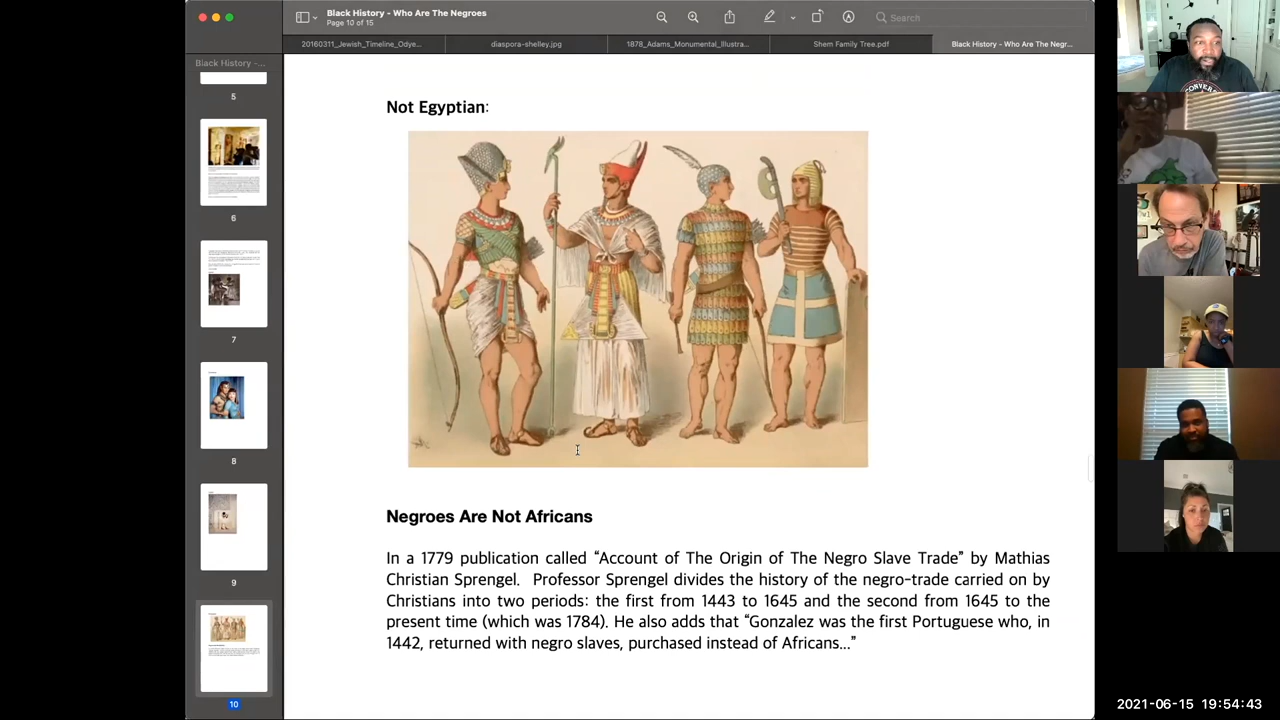 Black History - Who Are The Negroes
Page 10 of 15
Search
20160311_Jewish_Timeline_Odye...
diaspora-shelley.jpg
1878_Adams_Monumental_Illustra...
Shem Family Tree.pdf
Black History - Who Are The Negr...
Black History -...
5
6
7
8
9
10
Not Egyptian:
Negroes Are Not Africans
In a 1779 publication called “Account of The Origin of The Negro Slave Trade” by Mathias
Christian Sprengel. Professor Sprengel divides the history of the negro-trade carried on by
Christians into two periods: the first from 1443 to 1645 and the second from 1645 to the
present time (which was 1784). He also adds that “Gonzalez was the first Portuguese who, in
1442, returned with negro slaves, purchased instead of Africans...”
2021-06-15 19:54:43